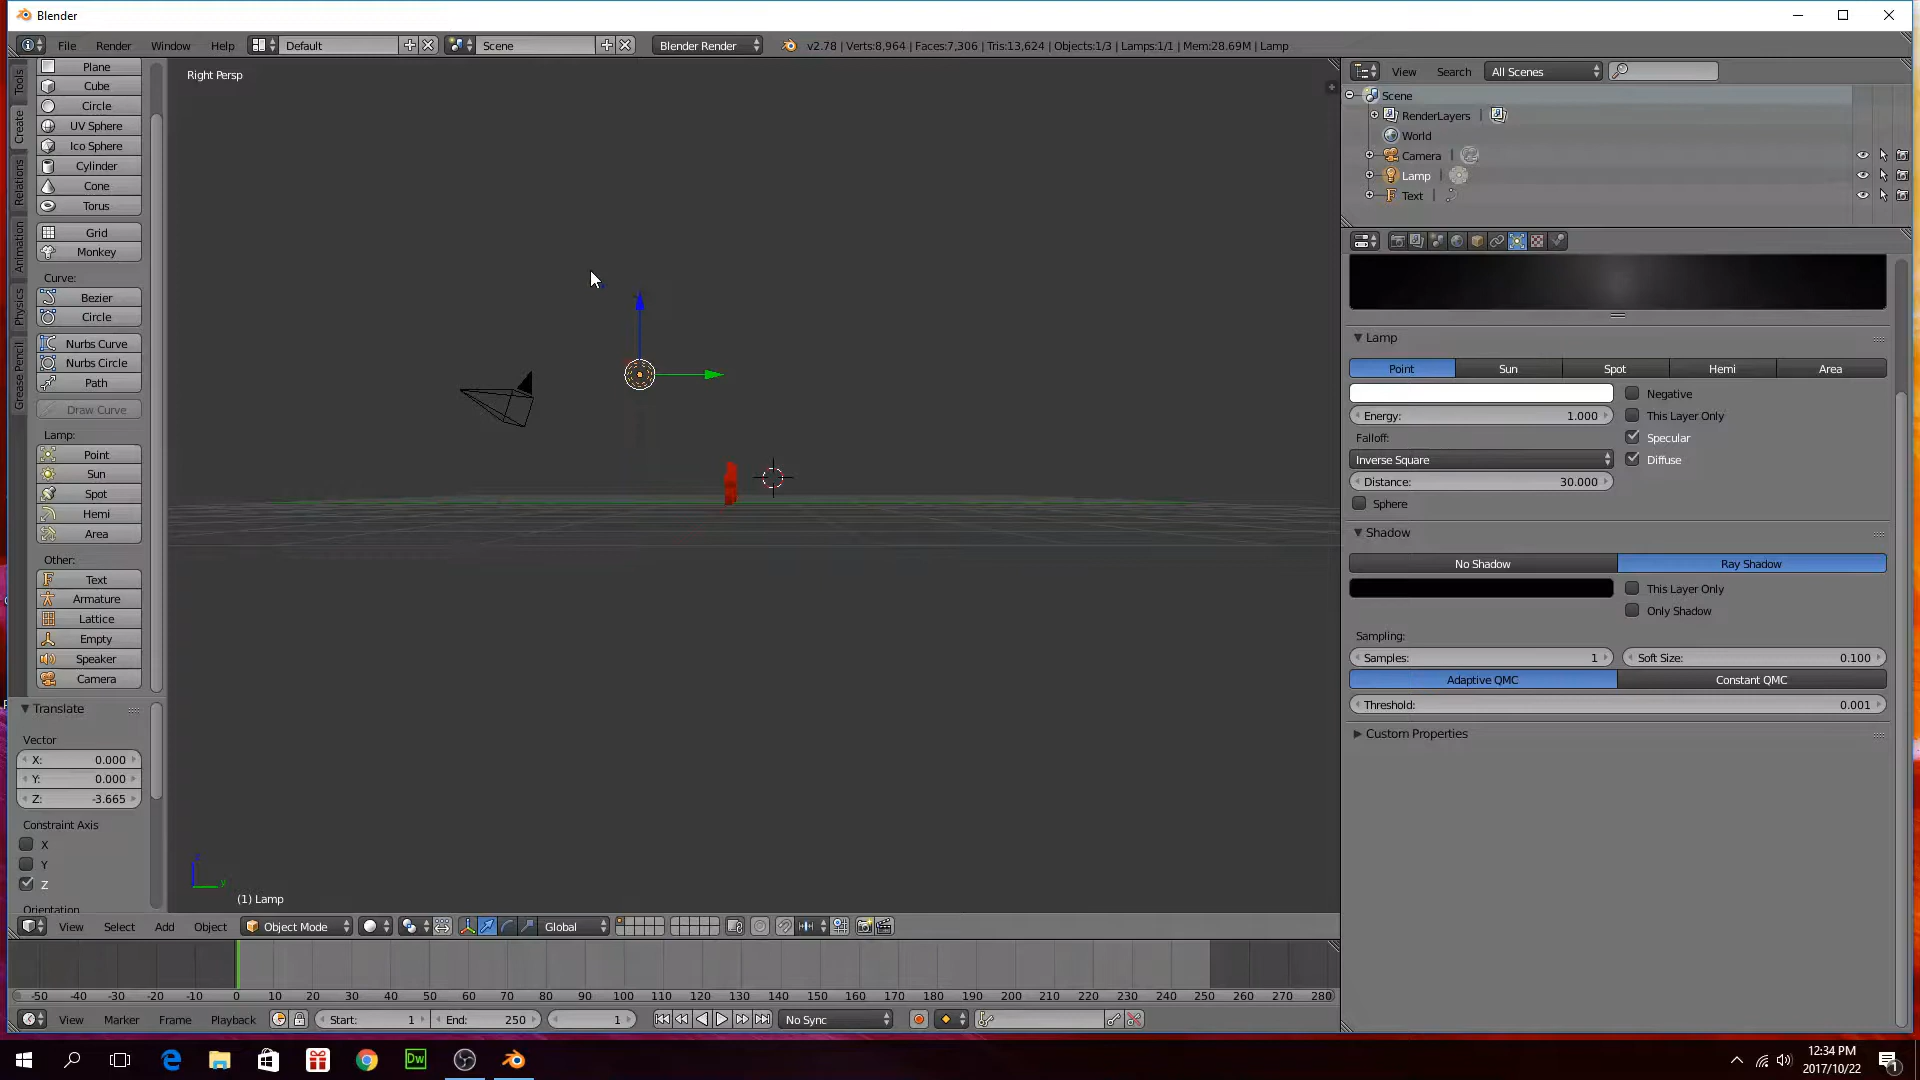 Blender
File Render Window Help Default Scene Blender Render v2.78 | Verts:8,964 | Faces:7,306 | Tris:13,624 | Objects:1/3 | Lamps:1/1 | Mem:28.69M | Lamp
Tools
Create
Relations
Animation
Physics
Grease Pencil
Plane
Cube
Circle
UV Sphere
Ico Sphere
Cylinder
Cone
Torus
Grid
Monkey
Curve:
Bezier
Circle
Nurbs Curve
Nurbs Circle
Path
Draw Curve
Lamp:
Point
Sun
Spot
Hemi
Area
Other:
Text
Armature
Lattice
Empty
Speaker
Camera
Translate
Vector
X: 0.000
Y: 0.000
Z: -3.665
Constraint Axis
X
Y
Z
Orientation
Right Persp
(1) Lamp
View Select Add Object Object Mode Global
-50 -40 -30 -20 -10 0 10 20 30 40 50 60 70 80 90 100 110 120 130 140 150 160 170 180 190 200 210 220 230 240 250 260 270 280
View Marker Frame Playback Start: 1 End: 250 1 No Sync
View Search All Scenes
Scene
RenderLayers
World
Camera
Lamp
Text
Lamp
Point Sun Spot Hemi Area
Negative
Energy: 1.000 This Layer Only
Falloff: Specular
Inverse Square Diffuse
Distance: 30.000
Sphere
Shadow
No Shadow Ray Shadow
This Layer Only
Only Shadow
Sampling:
Samples: 1 Soft Size: 0.100
Adaptive QMC Constant QMC
Threshold: 0.001
Custom Properties
Dw
12:34 PM
2017/10/22
1